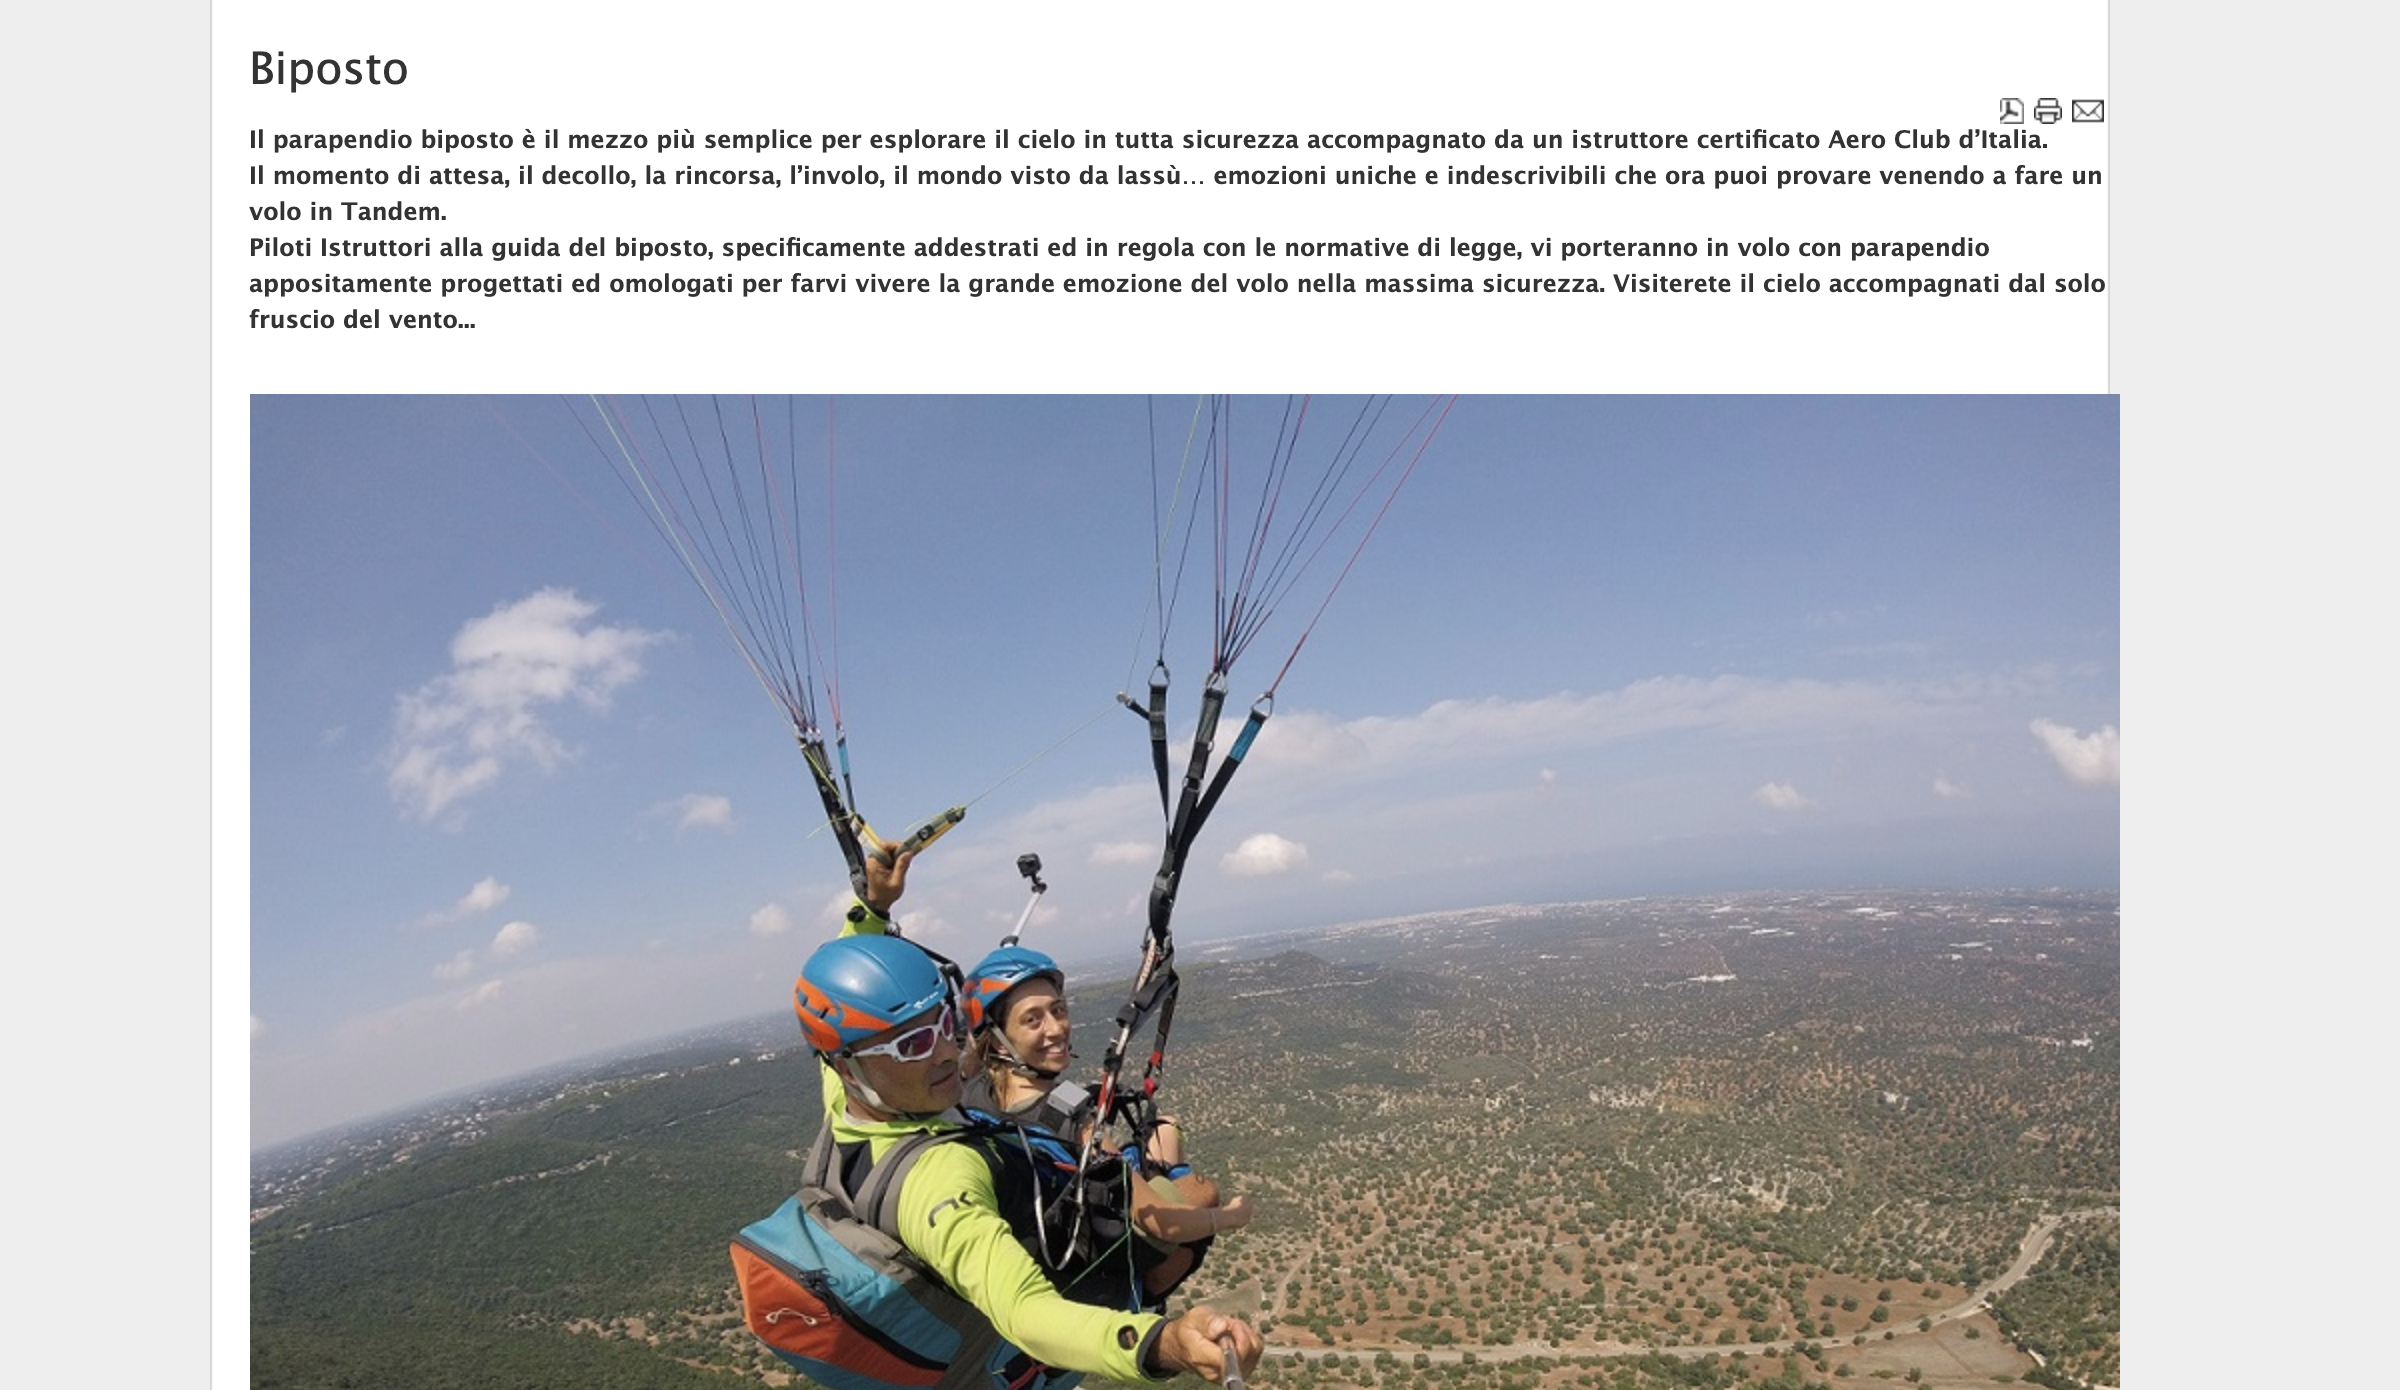 Biposto
Il parapendio biposto è il mezzo più semplice per esplorare il cielo in tutta sicurezza accompagnato da un istruttore certificato Aero Club d’Italia.
Il momento di attesa, il decollo, la rincorsa, l’involo, il mondo visto da lassù… emozioni uniche e indescrivibili che ora puoi provare venendo a fare un
volo in Tandem.
Piloti Istruttori alla guida del biposto, specificamente addestrati ed in regola con le normative di legge, vi porteranno in volo con parapendio
appositamente progettati ed omologati per farvi vivere la grande emozione del volo nella massima sicurezza. Visiterete il cielo accompagnati dal solo
fruscio del vento...